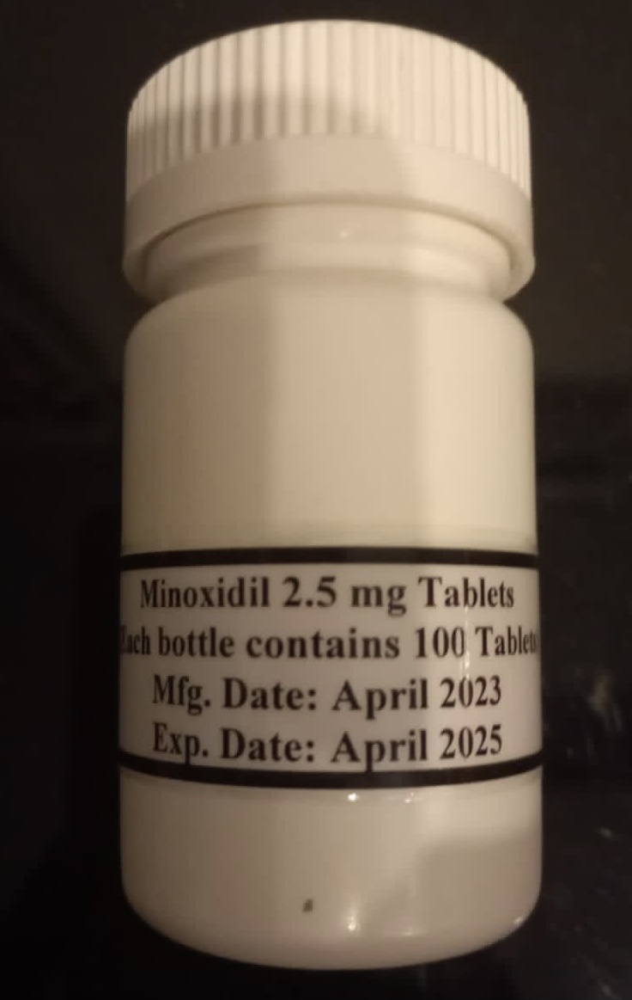 Minoxidil 2.5 mg Tablets
Each bottle contains 100 Tablets
Mfg. Date: April 2023
Exp. Date: April 2025